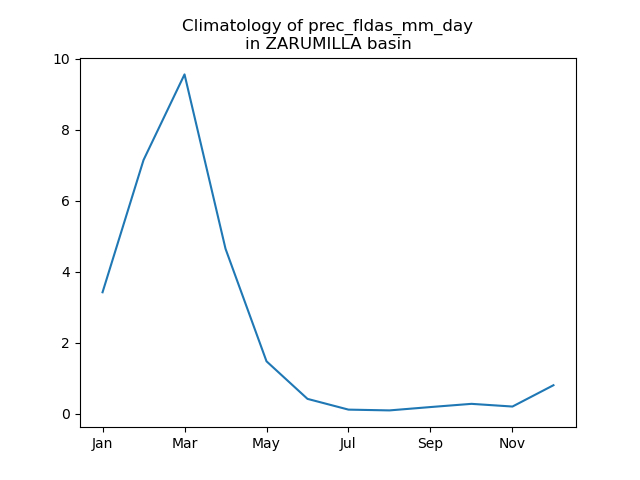 Climatology of prec_fldas_mm_day
in ZARUMILLA basin
10
8
6
4
2
0
Jan
Mar
May
Jul
Sep
Nov